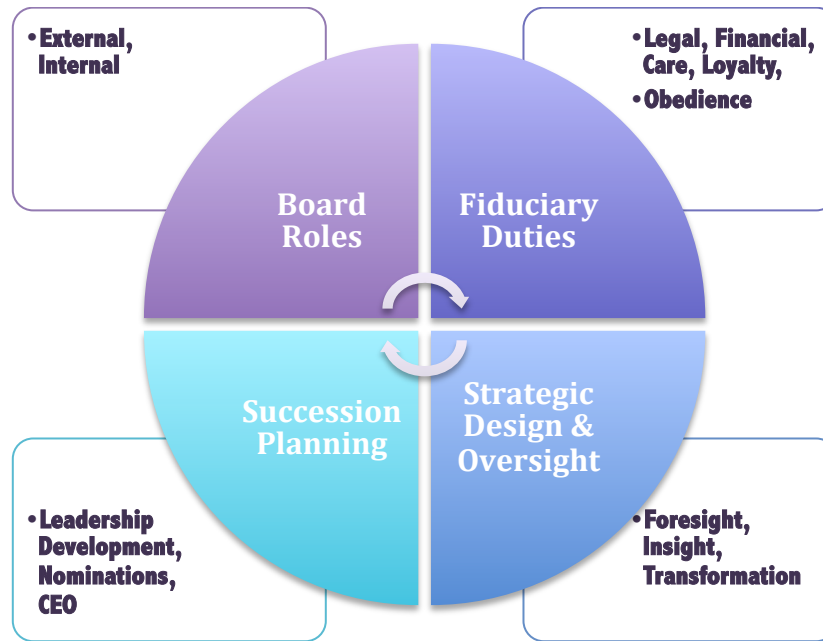 •External,
Internal
•Legal, Financial,
Care, Loyalty,
•Obedience
Board
Roles
Fiduciary
Duties
Succession
Planning
Strategic
Design &
Oversight
•Leadership
Development,
Nominations,
CEO
•Foresight,
Insight,
Transformation